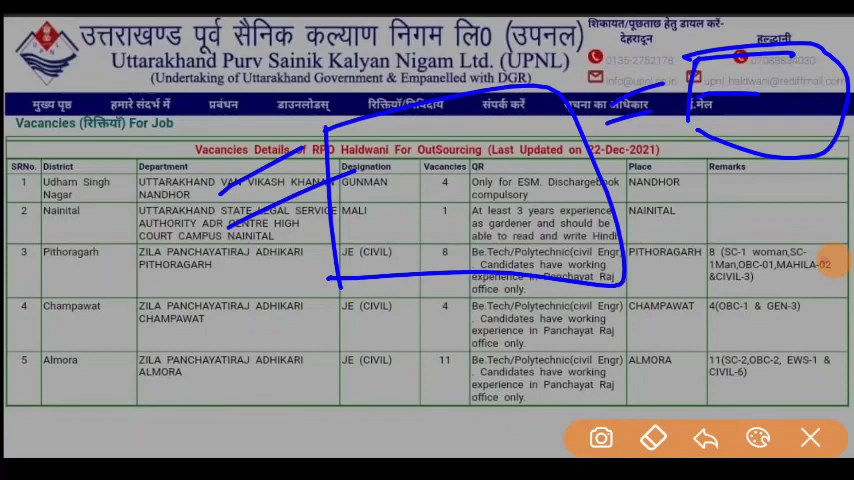 उत्तराखण्ड पूर्व सैनिक कल्याण निगम लि0 (उपनल)
Uttarakhand Purv Sainik Kalyan Nigam Ltd. (UPNL)
(Undertaking of Uttarakhand Government & Empanelled with DGR)
शिकायत/पूछताछ हेतु डायल करें-
देहरादून
हल्द्वानी
0135-2752178
info@upnl.co.in
upnl_haldwani@rediffmail.com
मुख्य पृष्ठ हमारे संदर्भ में प्रबंधन डाउनलोडस् रिक्तियॉ/निविदाये संपर्क करें सूचना का अधिकार ई.मेल
Vacancies (रिक्तियॉ) For Job
Vacancies Details of RPO Haldwani For OutSourcing (Last Updated on 22-Dec-2021)
SRNo. District Department Designation Vacancies QR Place Remarks
1 Udham Singh Nagar UTTARAKHAND VAN VIKASH KHANAN NANDHOR GUNMAN 4 Only for ESM. Dischargebook compulsory NANDHOR
2 Nainital UTTARAKHAND STATE LEGAL SERVICE AUTHORITY ADR CENTRE HIGH COURT CAMPUS NAINITAL MALI 1 At least 3 years experience as gardener and should be able to read and write Hindi NAINITAL
3 Pithoragarh ZILA PANCHAYATIRAJ ADHIKARI PITHORAGARH JE (CIVIL) 8 Be.Tech/Polytechnic(civil Engr) . Candidates have working experience in Panchayat Raj office only. PITHORAGARH 8 (SC-1 woman,SC-1Man,OBC-01,MAHILA-02 &CIVIL-3)
4 Champawat ZILA PANCHAYATIRAJ ADHIKARI CHAMPAWAT JE (CIVIL) 4 Be.Tech/Polytechnic(civil Engr) . Candidates have working experience in Panchayat Raj office only. CHAMPAWAT 4(OBC-1 & GEN-3)
5 Almora ZILA PANCHAYATIRAJ ADHIKARI ALMORA JE (CIVIL) 11 Be.Tech/Polytechnic(civil Engr) . Candidates have working experience in Panchayat Raj office only. ALMORA 11(SC-2,OBC-2, EWS-1 & CIVIL-6)